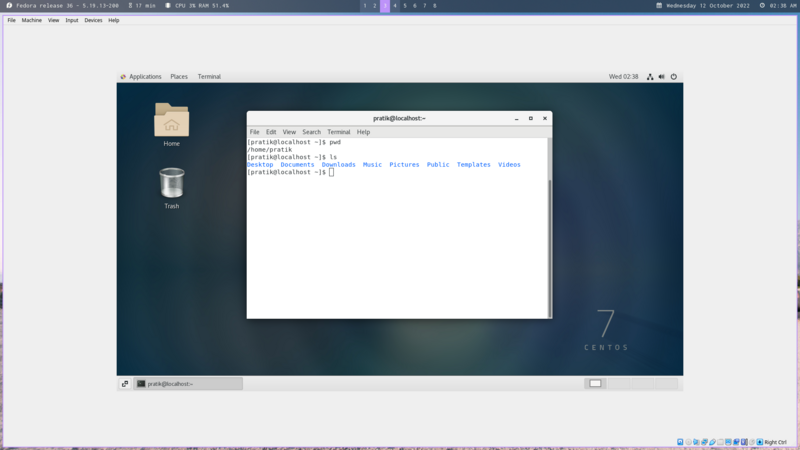 Fedora release 36 - 5.19.13-200 17 min CPU 3% RAM 51.4% 1 2 3 4 5 6 7 8 Wednesday 12 October 2022 02:36 AM
File Machine View Input Devices Help
Applications Places Terminal Wed 02:38
Home
Trash
pratik@localhost:~
File Edit View Search Terminal Help
[pratik@localhost ~]$ pwd
/home/pratik
[pratik@localhost ~]$ ls
Desktop Documents Downloads Music Pictures Public Templates Videos
[pratik@localhost ~]$
7
CENTOS
pratik@localhost:~
Right Ctrl